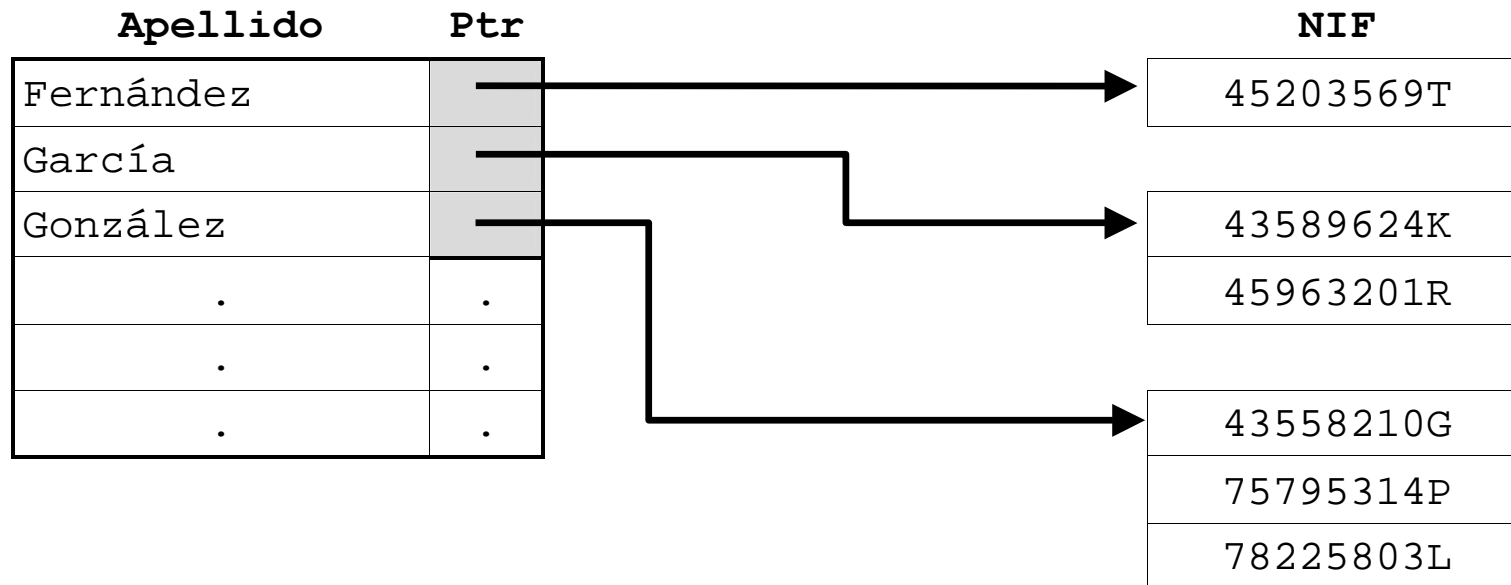 Apellido Ptr NIF
Fernández 45203569T
García
González 43589624K
. . 45963201R
. .
. . 43558210G
75795314P
78225803L